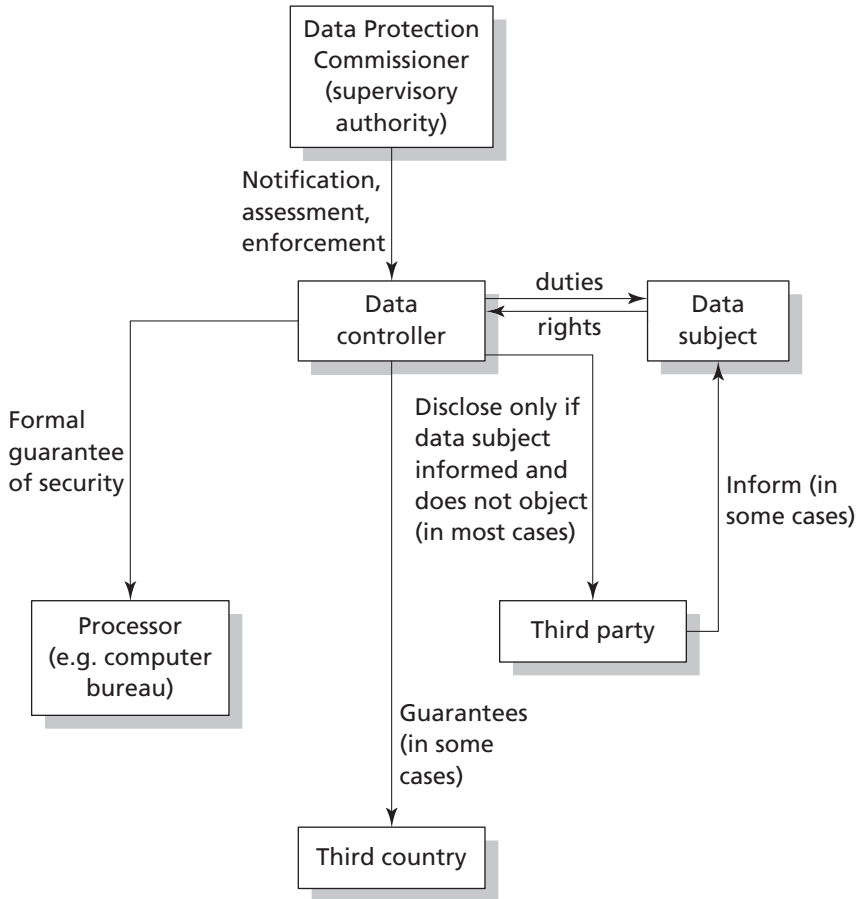 Data Protection
Commissioner
(supervisory
authority)
Notification,
assessment,
enforcement
Data
controller
duties
rights
Data
subject
Formal
guarantee
of security
Disclose only if
data subject
informed and
does not object
(in most cases)
Inform (in
some cases)
Processor
(e.g. computer
bureau)
Third party
Guarantees
(in some
cases)
Third country